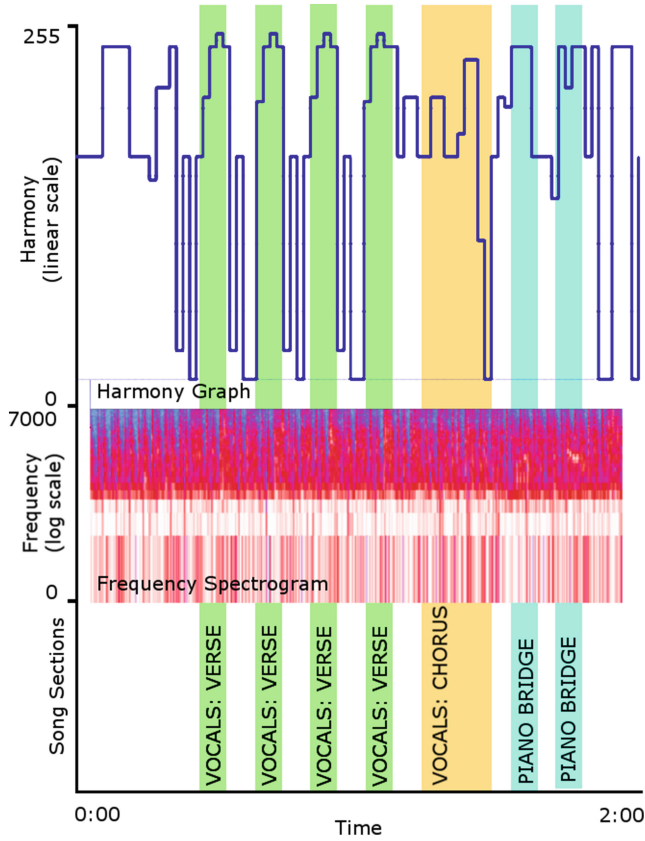 255
Harmony
(linear scale)
0
Harmony Graph
7000
Frequency
(log scale)
0
Frequency Spectrogram
Song Sections
VOCALS: VERSE
VOCALS: VERSE
VOCALS: VERSE
VOCALS: VERSE
VOCALS: CHORUS
PIANO BRIDGE
PIANO BRIDGE
0:00
2:00
Time